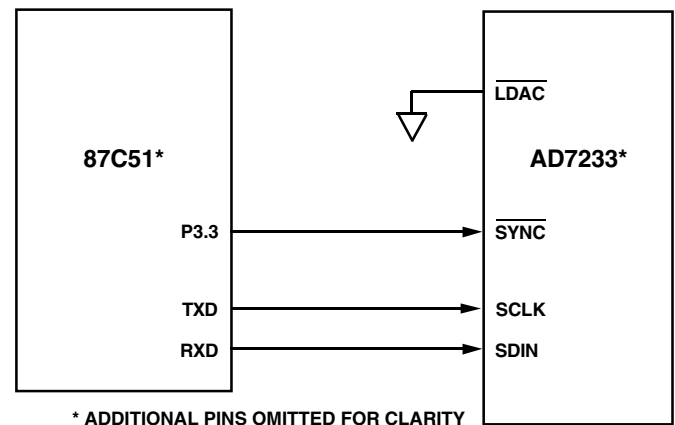 LDAC
87C51*
AD7233*
P3.3
SYNC
TXD
SCLK
RXD
SDIN
* ADDITIONAL PINS OMITTED FOR CLARITY